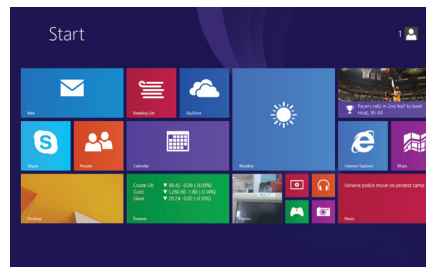 Start
1
Pacers rally in 2nd half to beat
Heat, 90-84
Mail
Reading List
SkyDrive
Skype
People
Calendar
Weather
Internet Explorer
Maps
Crude Oil ▼ 96.42 -0.09 (-0.09%)
Gold ▼ 1,260.80 -1.80 (-0.14%)
Silver ▼ 20.24 -0.02 (-0.10%)
Ukraine police move on protest camp
Desktop
Finance
Photos
News